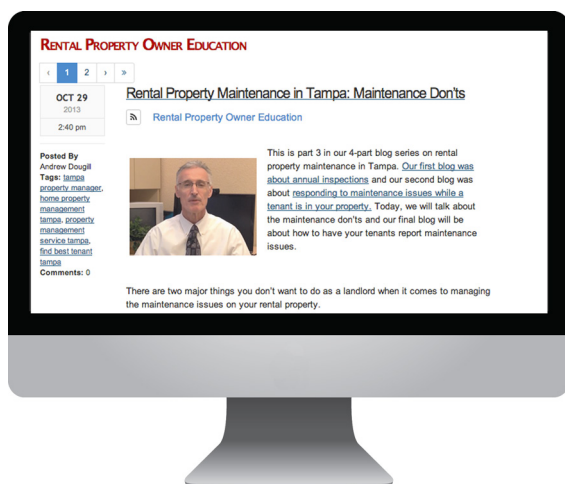 RENTAL PROPERTY OWNER EDUCATION
‹ 1 2 › »
OCT 29
2013
2:40 pm
Posted By
Andrew Dougill
Tags: tampa
property manager,
home property
management
tampa, property
management
service tampa,
find best tenant
tampa
Comments: 0
Rental Property Maintenance in Tampa: Maintenance Don'ts
Rental Property Owner Education
This is part 3 in our 4-part blog series on rental
property maintenance in Tampa. Our first blog was
about annual inspections and our second blog was
about responding to maintenance issues while a
tenant is in your property. Today, we will talk about
the maintenance don'ts and our final blog will be
about how to have your tenants report maintenance
issues.
There are two major things you don't want to do as a landlord when it comes to managing
the maintenance issues on your rental property.